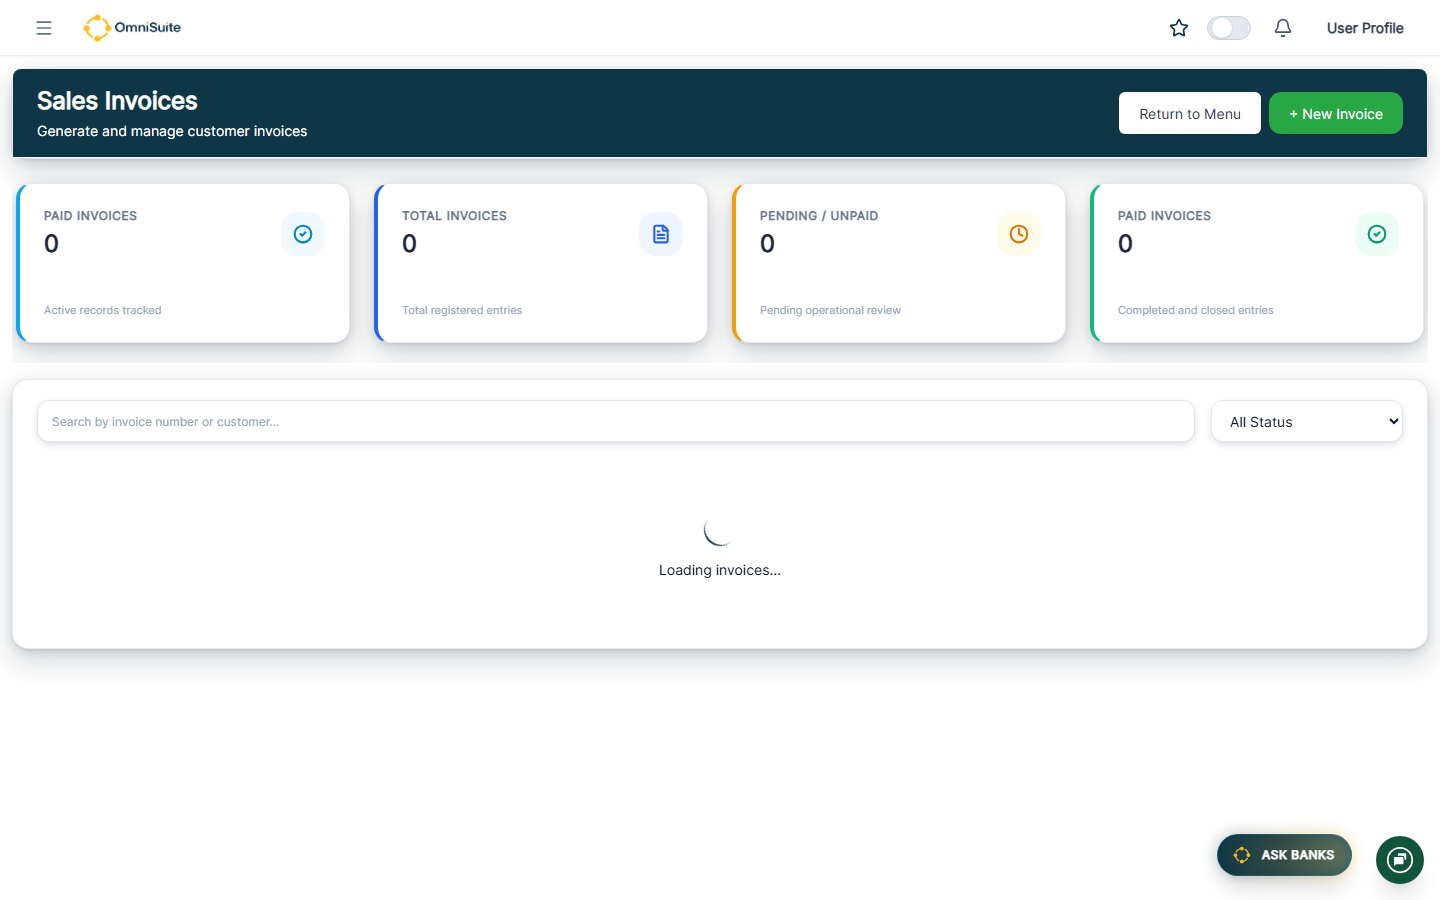 OmniSuite
User Profile
Sales Invoices
Generate and manage customer invoices
Return to Menu
+ New Invoice
PAID INVOICES
0
Active records tracked
TOTAL INVOICES
0
Total registered entries
PENDING / UNPAID
0
Pending operational review
PAID INVOICES
0
Completed and closed entries
Search by invoice number or customer...
All Status
Loading invoices...
ASK BANKS